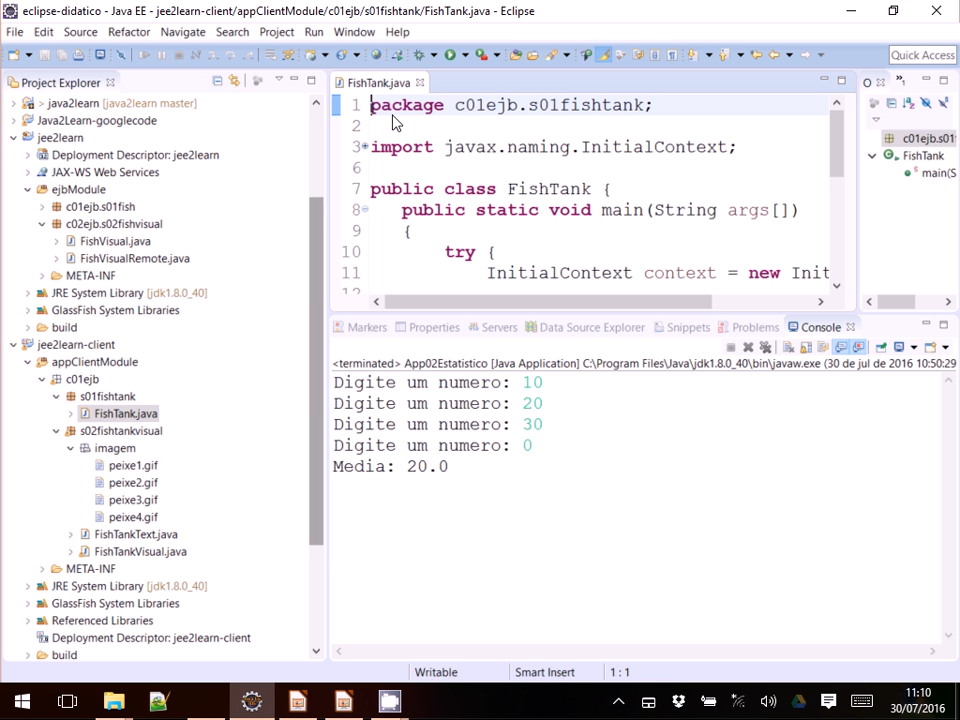 eclipse-didatico - Java EE - jee2learn-client/appClientModule/c01ejb/s01fishtank/FishTank.java - Eclipse
File Edit Source Refactor Navigate Search Project Run Window Help
Quick Access
Project Explorer
> java2learn [java2learn master]
Java2Learn-googlecode
jee2learn
Deployment Descriptor: jee2learn
JAX-WS Web Services
ejbModule
c01ejb.s01fish
c02ejb.s02fishvisual
FishVisual.java
FishVisualRemote.java
META-INF
JRE System Library [jdk1.8.0_40]
GlassFish System Libraries
build
jee2learn-client
appClientModule
c01ejb
s01fishtank
FishTank.java
s02fishtankvisual
imagem
peixe1.gif
peixe2.gif
peixe3.gif
peixe4.gif
FishTankText.java
FishTankVisual.java
META-INF
JRE System Library [jdk1.8.0_40]
GlassFish System Libraries
Referenced Libraries
Deployment Descriptor: jee2learn-client
build
FishTank.java
1 package c01ejb.s01fishtank;
2
3 import javax.naming.InitialContext;
6
7 public class FishTank {
8 public static void main(String args[])
9 {
10 try {
11 InitialContext context = new Init
12
O
1
c01ejb.s01
FishTank
main(S
Markers Properties Servers Data Source Explorer Snippets Problems Console
<terminated> App02Estatistico [Java Application] C:\Program Files\Java\jdk1.8.0_40\bin\javaw.exe (30 de jul de 2016 10:50:29
Digite um numero: 10
Digite um numero: 20
Digite um numero: 30
Digite um numero: 0
Media: 20.0
Writable Smart Insert 1 : 1
11:10
30/07/2016